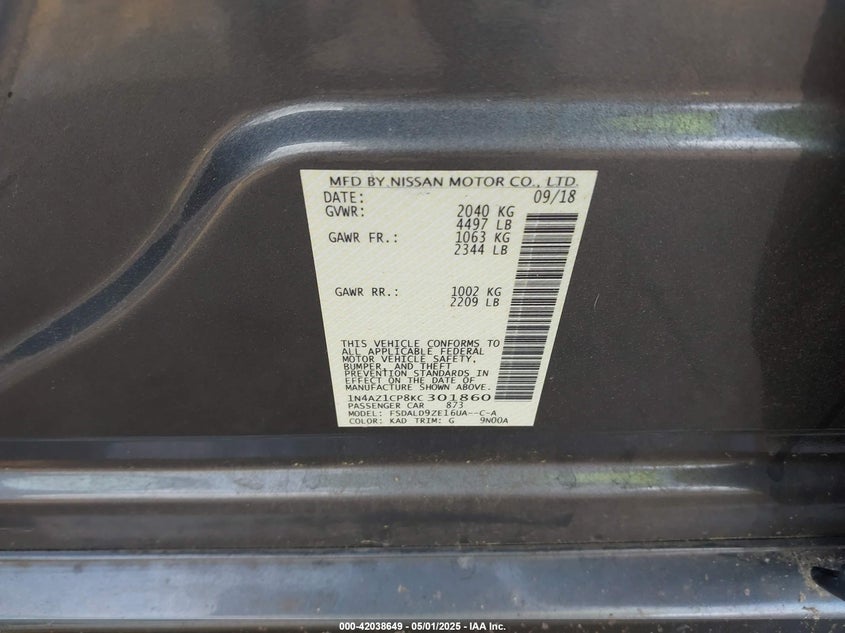 MFD BY NISSAN MOTOR CO., LTD.
DATE: 09/18
GVWR: 2040 KG
4497 LB
GAWR FR.: 1063 KG
2344 LB
GAWR RR.: 1002 KG
2209 LB
THIS VEHICLE CONFORMS TO
ALL APPLICABLE FEDERAL
MOTOR VEHICLE SAFETY,
BUMPER, AND THEFT
PREVENTION STANDARDS IN
EFFECT ON THE DATE OF
MANUFACTURE SHOWN ABOVE.
1N4AZ1CP8KC301860
PASSENGER CAR 873
MODEL: FSDALD9ZE16UA--C-A
COLOR: KAD TRIM: G 9N00A
000-42038649 - 05/01/2025 - IAA Inc.